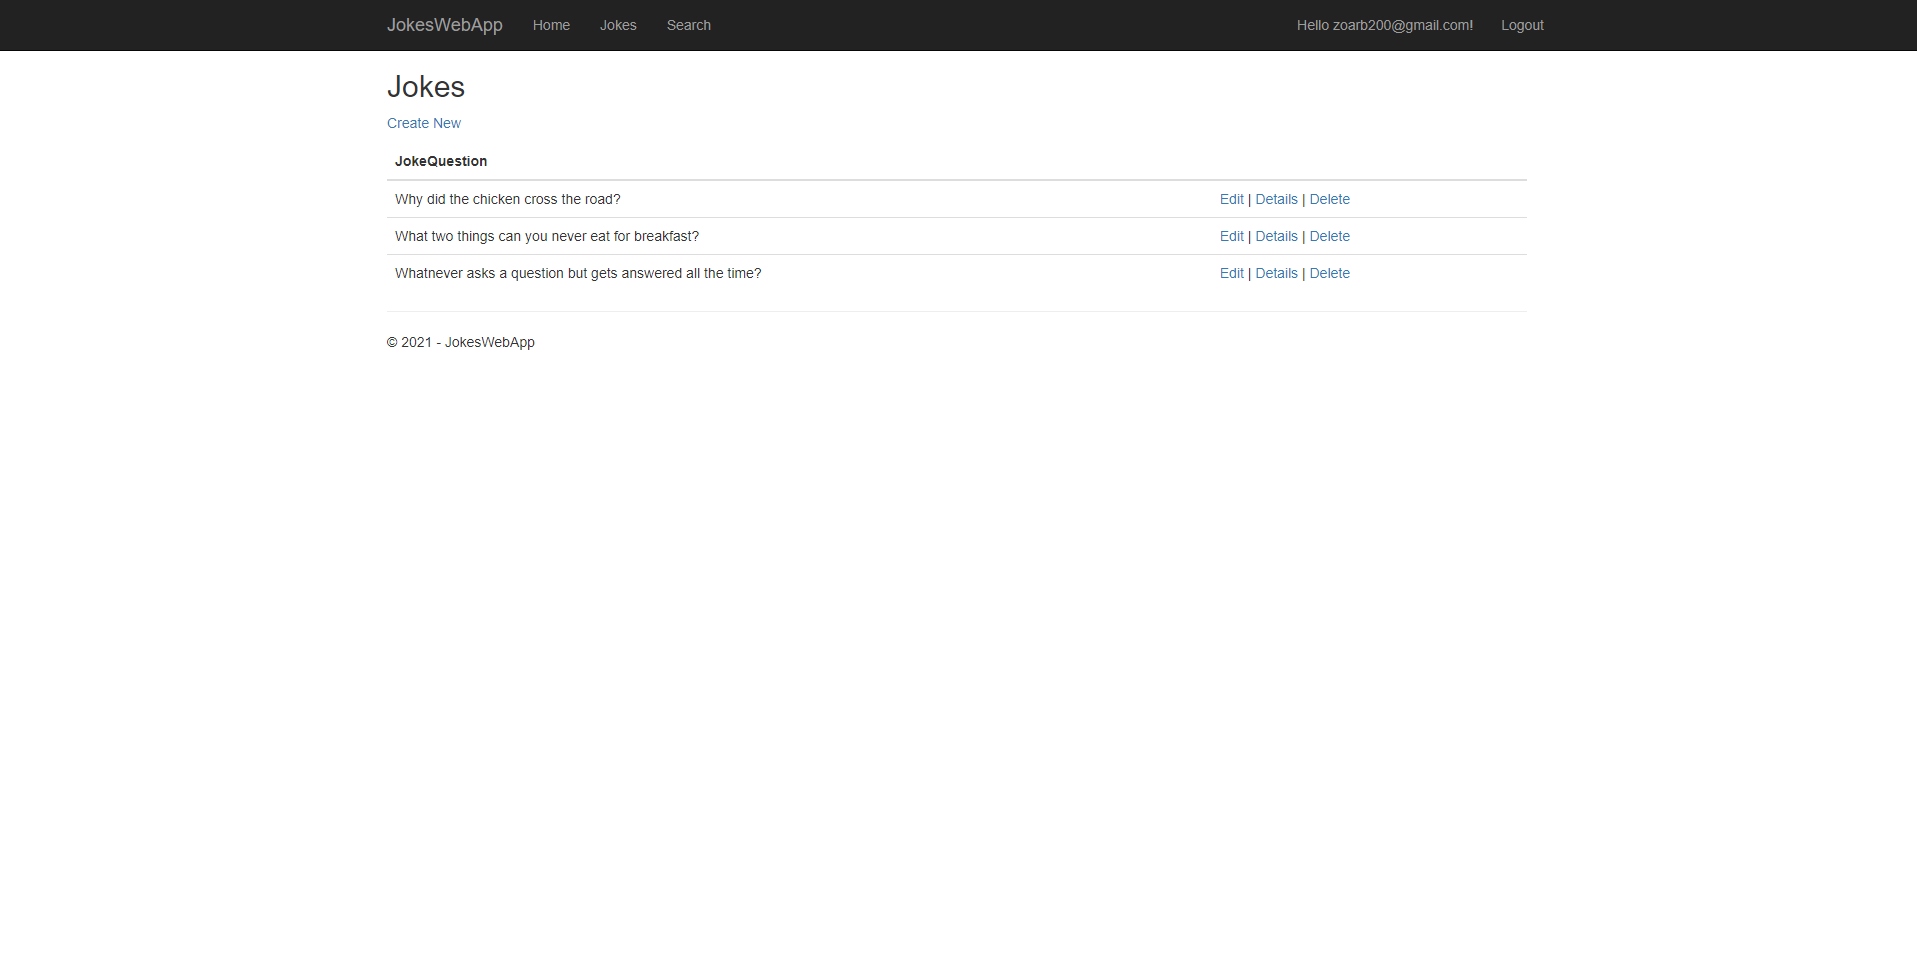 JokesWebApp Home Jokes Search Hello zoarb200@gmail.com! Logout
Jokes
Create New
JokeQuestion
Why did the chicken cross the road? Edit | Details | Delete
What two things can you never eat for breakfast? Edit | Details | Delete
Whatnever asks a question but gets answered all the time? Edit | Details | Delete
© 2021 - JokesWebApp